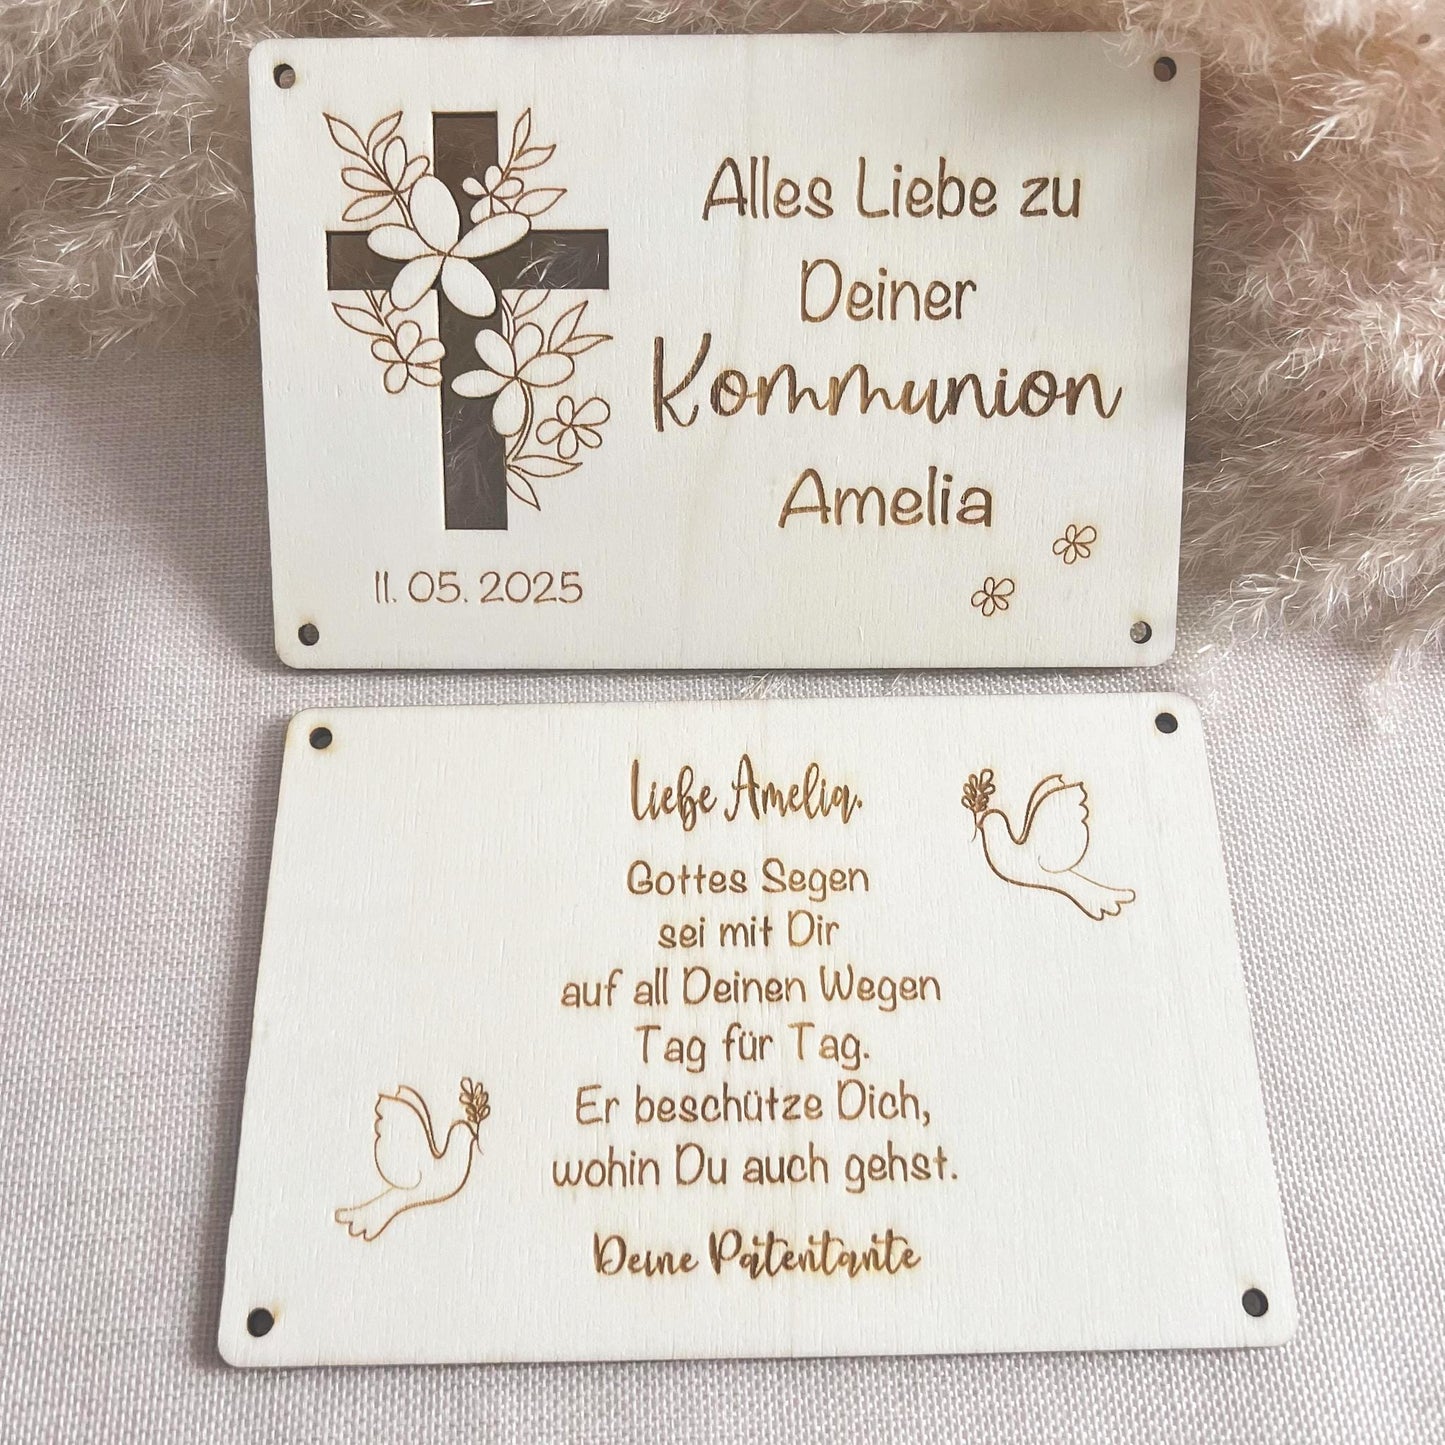 Alles Liebe zu
Deiner
Kommunion
Amelia
11. 05. 2025
Liebe Amelia,
Gottes Segen
sei mit Dir
auf all Deinen Wegen
Tag für Tag.
Er beschütze Dich,
wohin Du auch gehst.
Deine Patentante